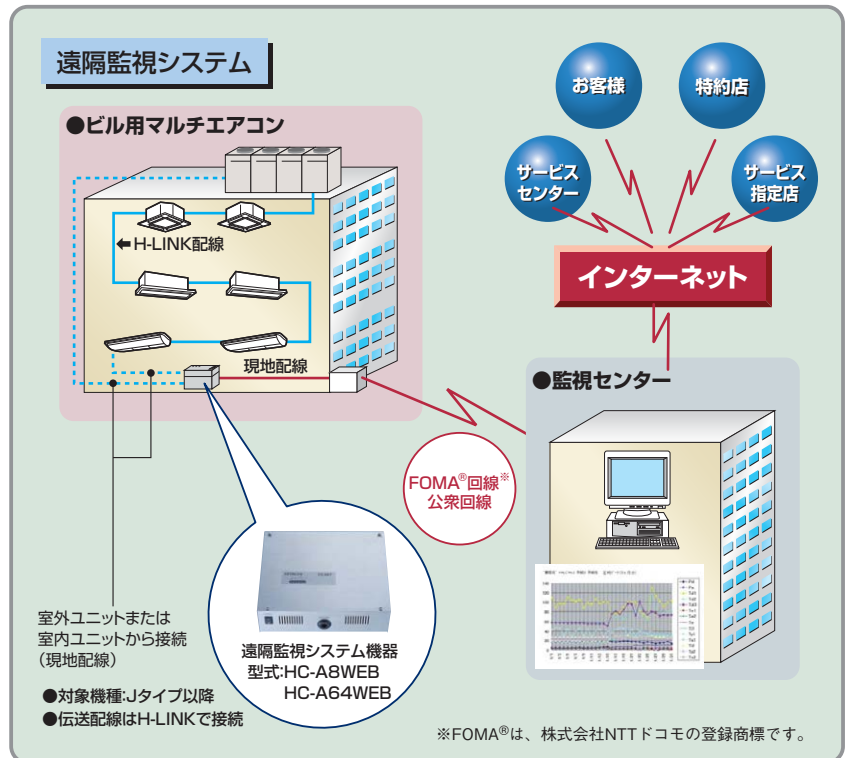 遠隔監視システム
●ビル用マルチエアコン
H-LINK配線
現地配線
お客様
特約店
サービス
センター
サービス
指定店
インターネット
●監視センター
FOMA®回線※
公衆回線
遠隔監視システム機器
型式:HC-A8WEB
HC-A64WEB
室外ユニットまたは
室内ユニットから接続
（現地配線）
●対象機種:Jタイプ以降
●伝送配線はH-LINKで接続
※FOMA®は、株式会社NTTドコモの登録商標です。